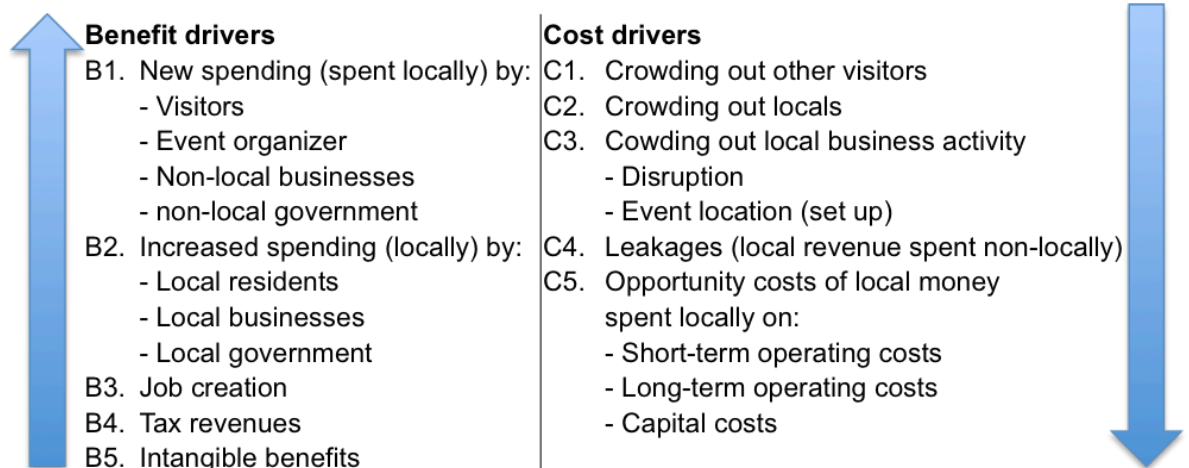 Benefit drivers
B1. New spending (spent locally) by:
- Visitors
- Event organizer
- Non-local businesses
- non-local government
B2. Increased spending (locally) by:
- Local residents
- Local businesses
- Local government
B3. Job creation
B4. Tax revenues
B5. Intangible benefits
Cost drivers
C1. Crowding out other visitors
C2. Crowding out locals
C3. Cowding out local business activity
- Disruption
- Event location (set up)
C4. Leakages (local revenue spent non-locally)
C5. Opportunity costs of local money
spent locally on:
- Short-term operating costs
- Long-term operating costs
- Capital costs